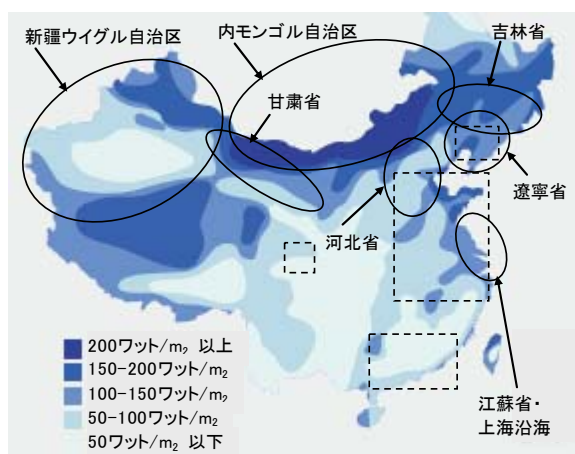 新疆ウイグル自治区
内モンゴル自治区
吉林省
甘粛省
遼寧省
河北省
江蘇省・
上海沿海
200ワット/m2 以上
150-200ワット/m2
100-150ワット/m2
50-100ワット/m2
50ワット/m2 以下